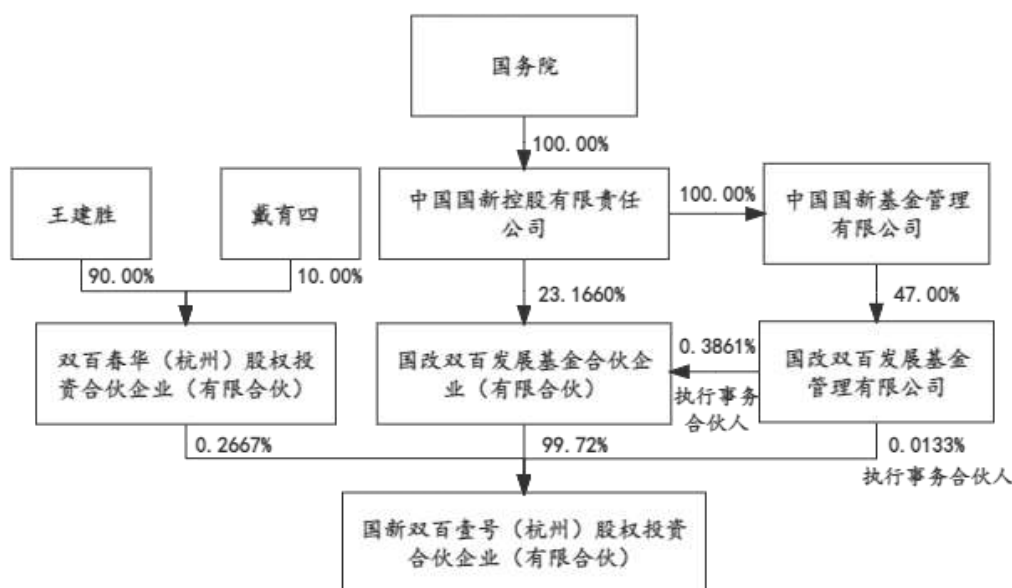 国务院
100.00%
王建胜
戴育四
中国国新控股有限责任
公司
100.00%
中国国新基金管理
有限公司
90.00%
10.00%
23.1660%
47.00%
双百春华（杭州）股权投
资合伙企业（有限合伙）
国改双百发展基金合伙企
业（有限合伙）
0.3861%
执行事务
合伙人
国改双百发展基金
管理有限公司
0.2667%
99.72%
0.0133%
执行事务合伙人
国新双百壹号（杭州）股权投资
合伙企业（有限合伙）